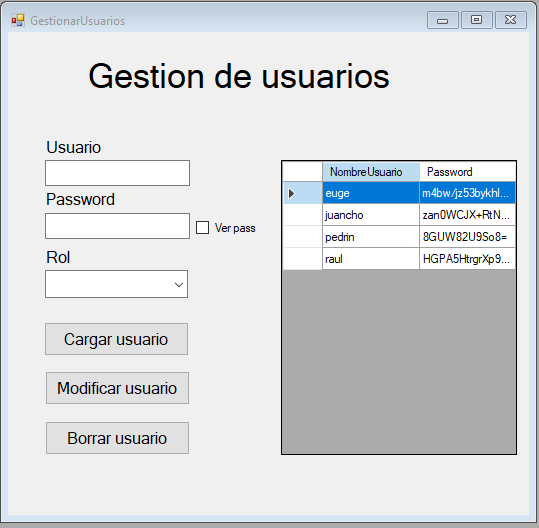 GestionarUsuarios
Gestion de usuarios
Usuario
Password
Ver pass
Rol
Cargar usuario
Modificar usuario
Borrar usuario
NombreUsuario Password
euge m4bw/jz53bykhl...
juancho zan0WCJX+RtN...
pedrin 8GUW82U9So8=
raul HGPA5HtrgrXp9...